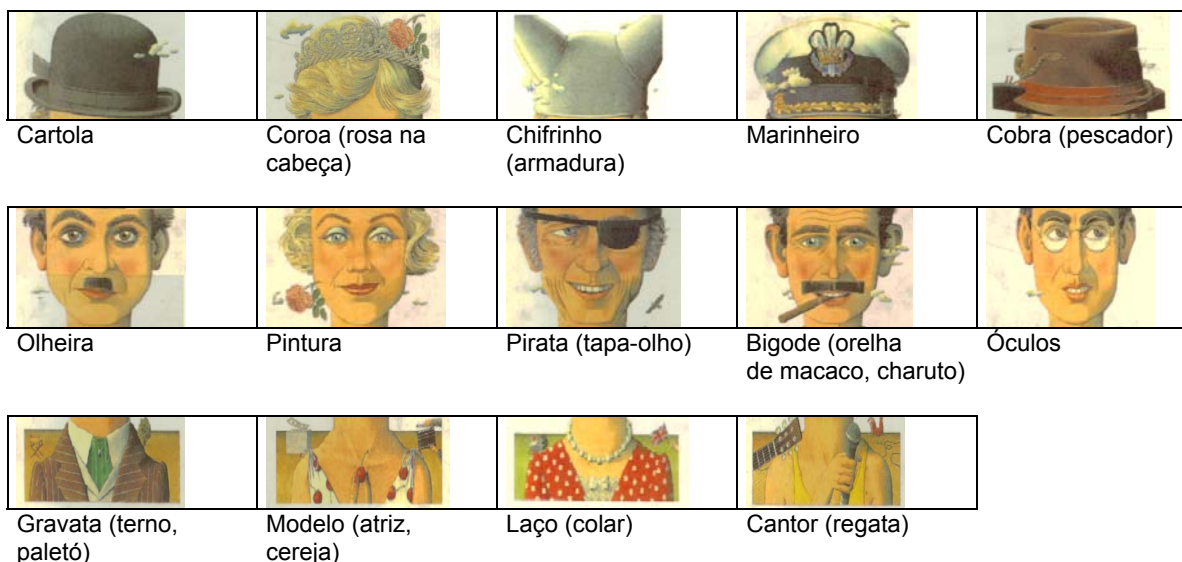 Cartola
Coroa (rosa na
cabeça)
Chifrinho
(armadura)
Marinheiro
Cobra (pescador)
Olheira
Pintura
Pirata (tapa-olho)
Bigode (orelha
de macaco, charuto)
Óculos
Gravata (terno,
paletó)
Modelo (atriz,
cereja)
Laço (colar)
Cantor (regata)